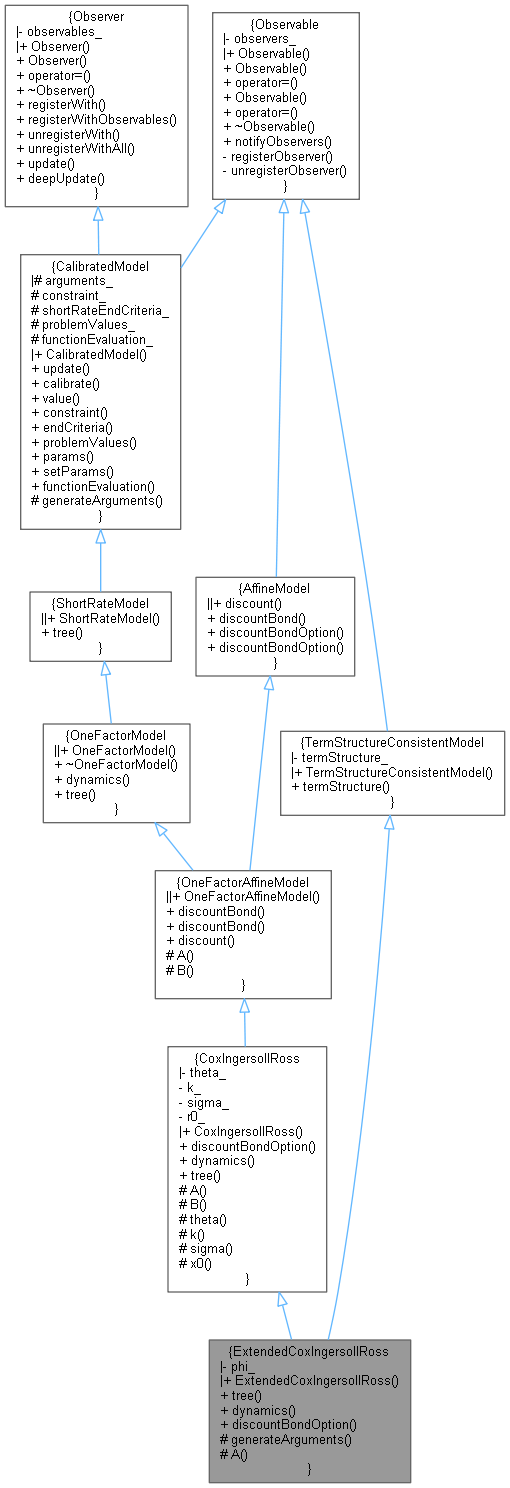 {Observer
|- observables_
|+ Observer()
+ Observer()
+ operator=()
+ ~Observer()
+ registerWith()
+ registerWithObservables()
+ unregisterWith()
+ unregisterWithAll()
+ update()
+ deepUpdate()
}
{Observable
|- observers_
|+ Observable()
+ Observable()
+ operator=()
+ Observable()
+ operator=()
+ ~Observable()
+ notifyObservers()
- registerObserver()
- unregisterObserver()
}
{CalibratedModel
|# arguments_
# constraint_
# shortRateEndCriteria_
# problemValues_
# functionEvaluation_
|+ CalibratedModel()
+ update()
+ calibrate()
+ value()
+ constraint()
+ endCriteria()
+ problemValues()
+ params()
+ setParams()
+ functionEvaluation()
# generateArguments()
}
{ShortRateModel
||+ ShortRateModel()
+ tree()
}
{AffineModel
||+ discount()
+ discountBond()
+ discountBondOption()
+ discountBondOption()
}
{OneFactorModel
||+ OneFactorModel()
+ ~OneFactorModel()
+ dynamics()
+ tree()
}
{TermStructureConsistentModel
|- termStructure_
|+ TermStructureConsistentModel()
+ termStructure()
}
{OneFactorAffineModel
||+ OneFactorAffineModel()
+ discountBond()
+ discountBond()
+ discount()
# A()
# B()
}
{CoxIngersollRoss
|- theta_
- k_
- sigma_
- r0_
|+ CoxIngersollRoss()
+ discountBondOption()
+ dynamics()
+ tree()
# A()
# B()
# theta()
# k()
# sigma()
# x0()
}
{ExtendedCoxIngersollRoss
|- phi_
|+ ExtendedCoxIngersollRoss()
+ tree()
+ dynamics()
+ discountBondOption()
# generateArguments()
# A()
}